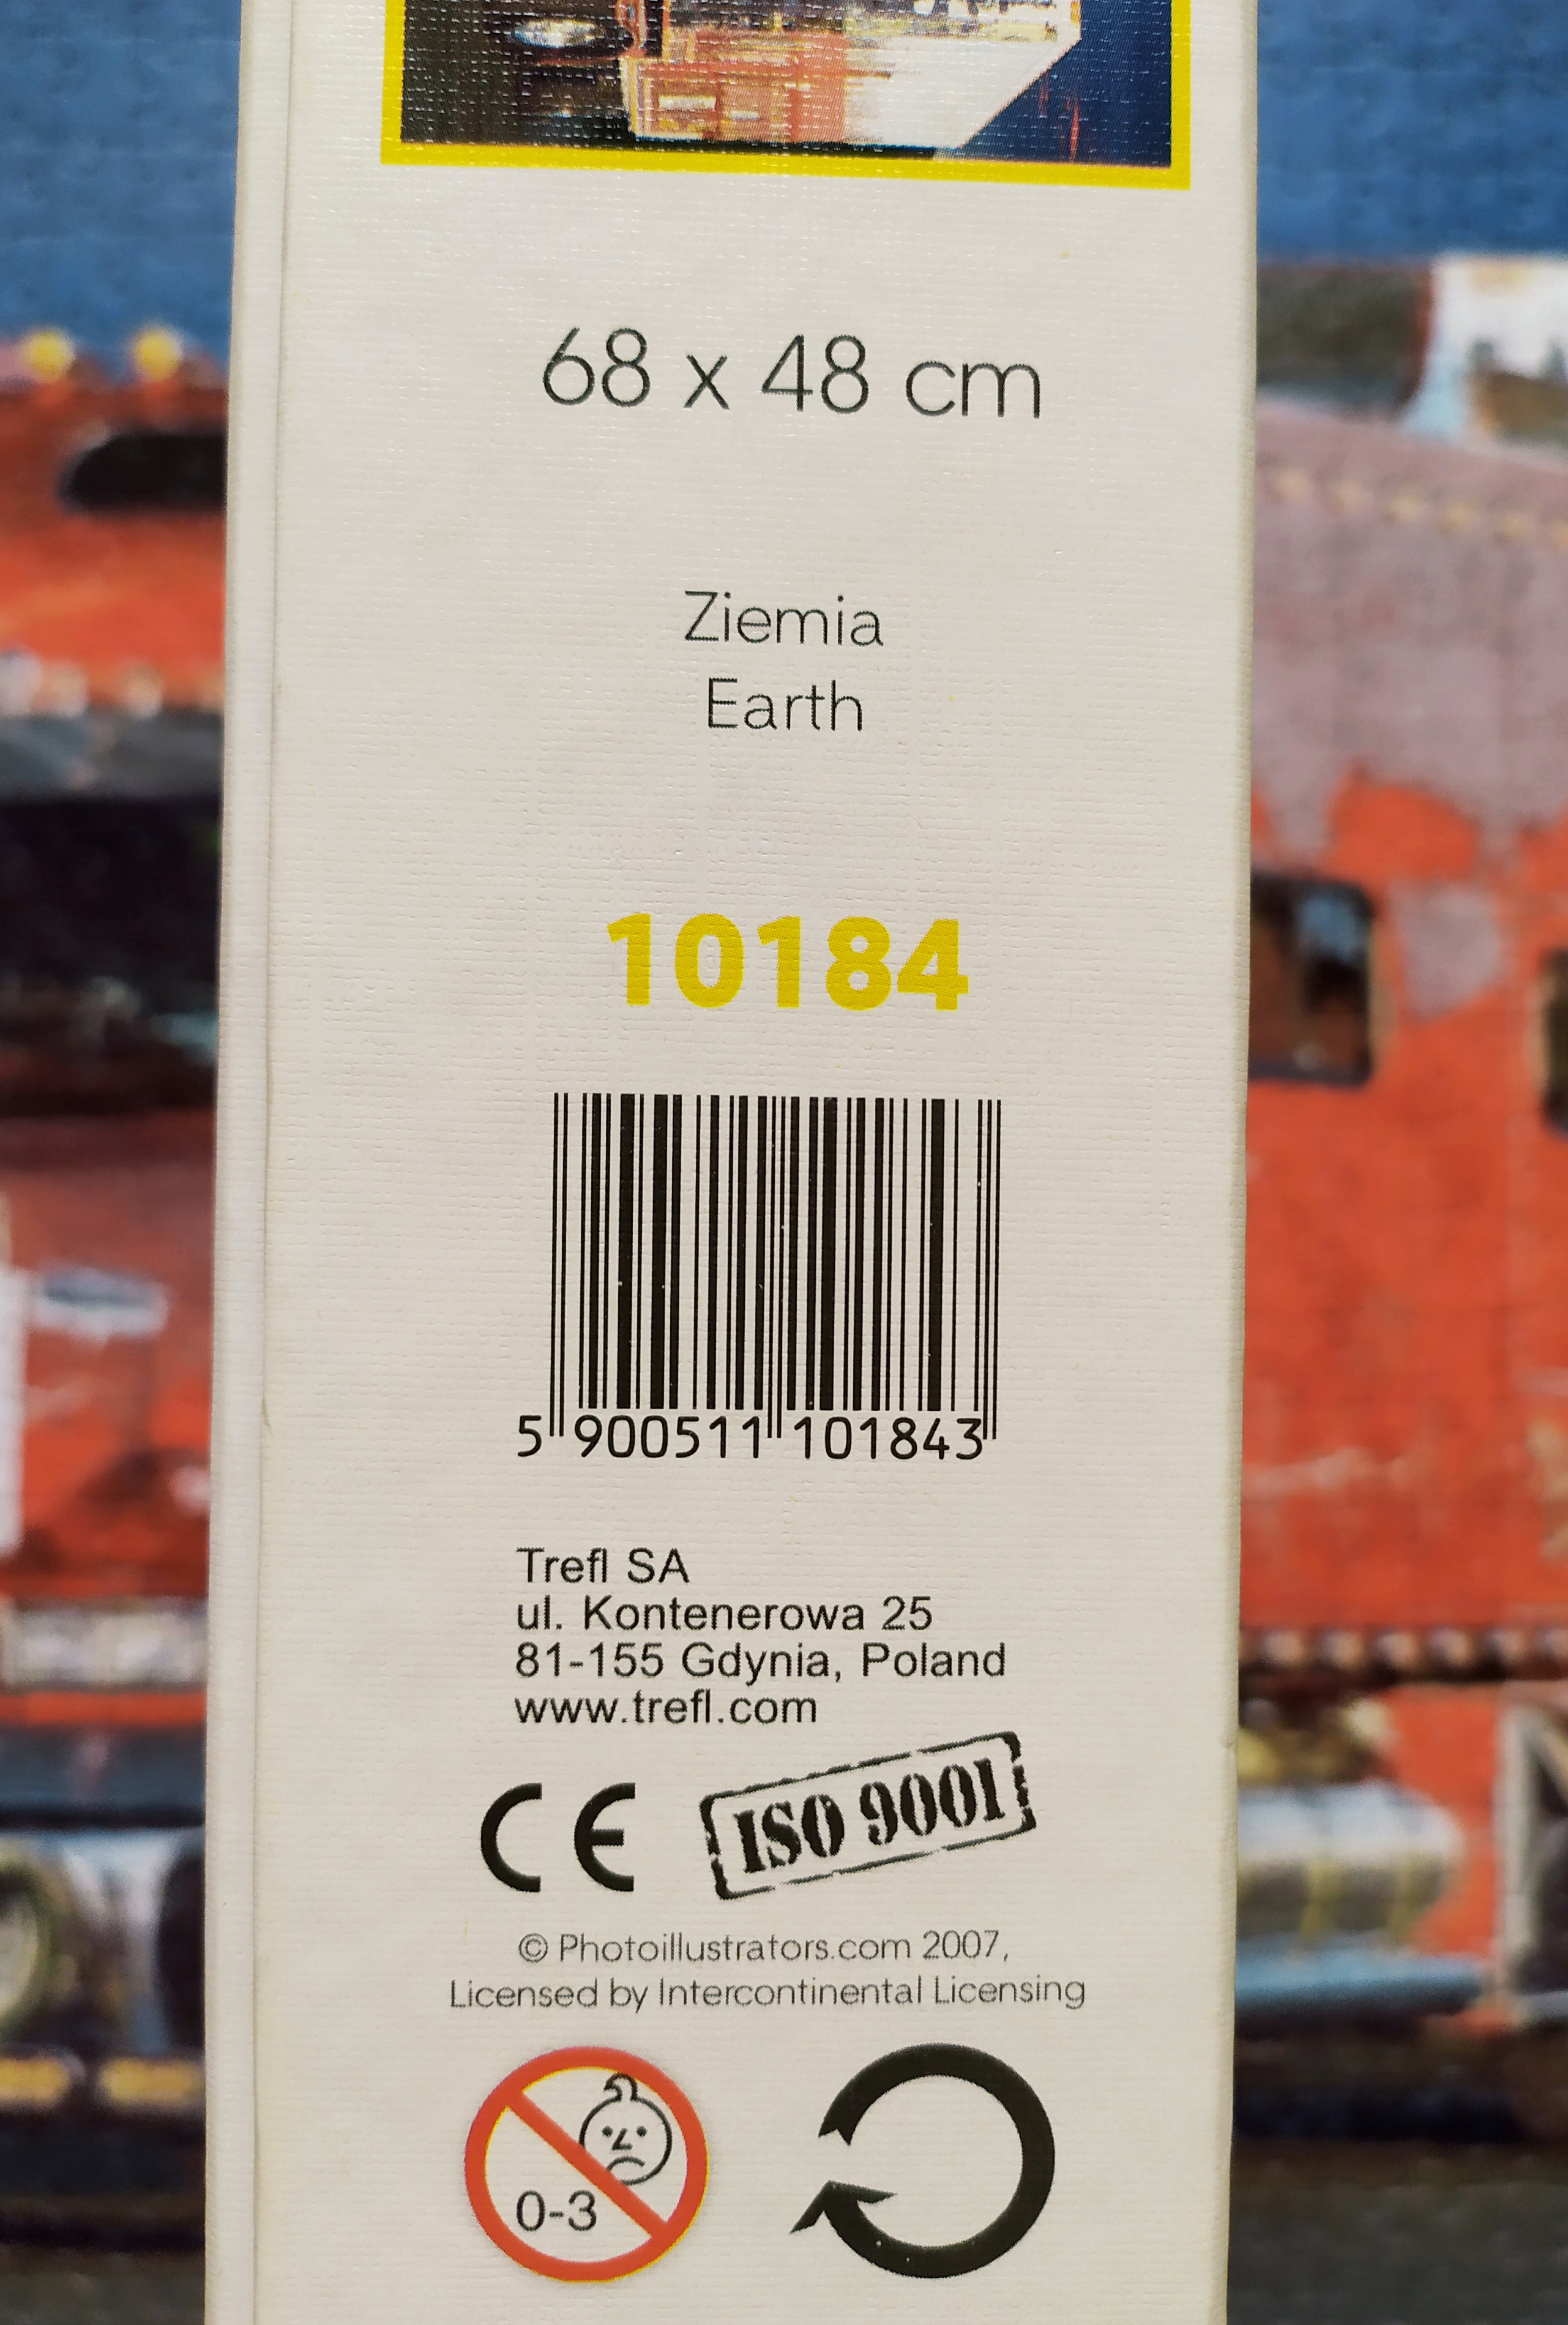 68 x 48 cm
Ziemia
Earth
10184
5 900511 101843
Trefl SA
ul. Kontenerowa 25
81-155 Gdynia, Poland
www.trefl.com
CE ISO 9001
© Photoillustrators.com 2007,
Licensed by Intercontinental Licensing
0-3